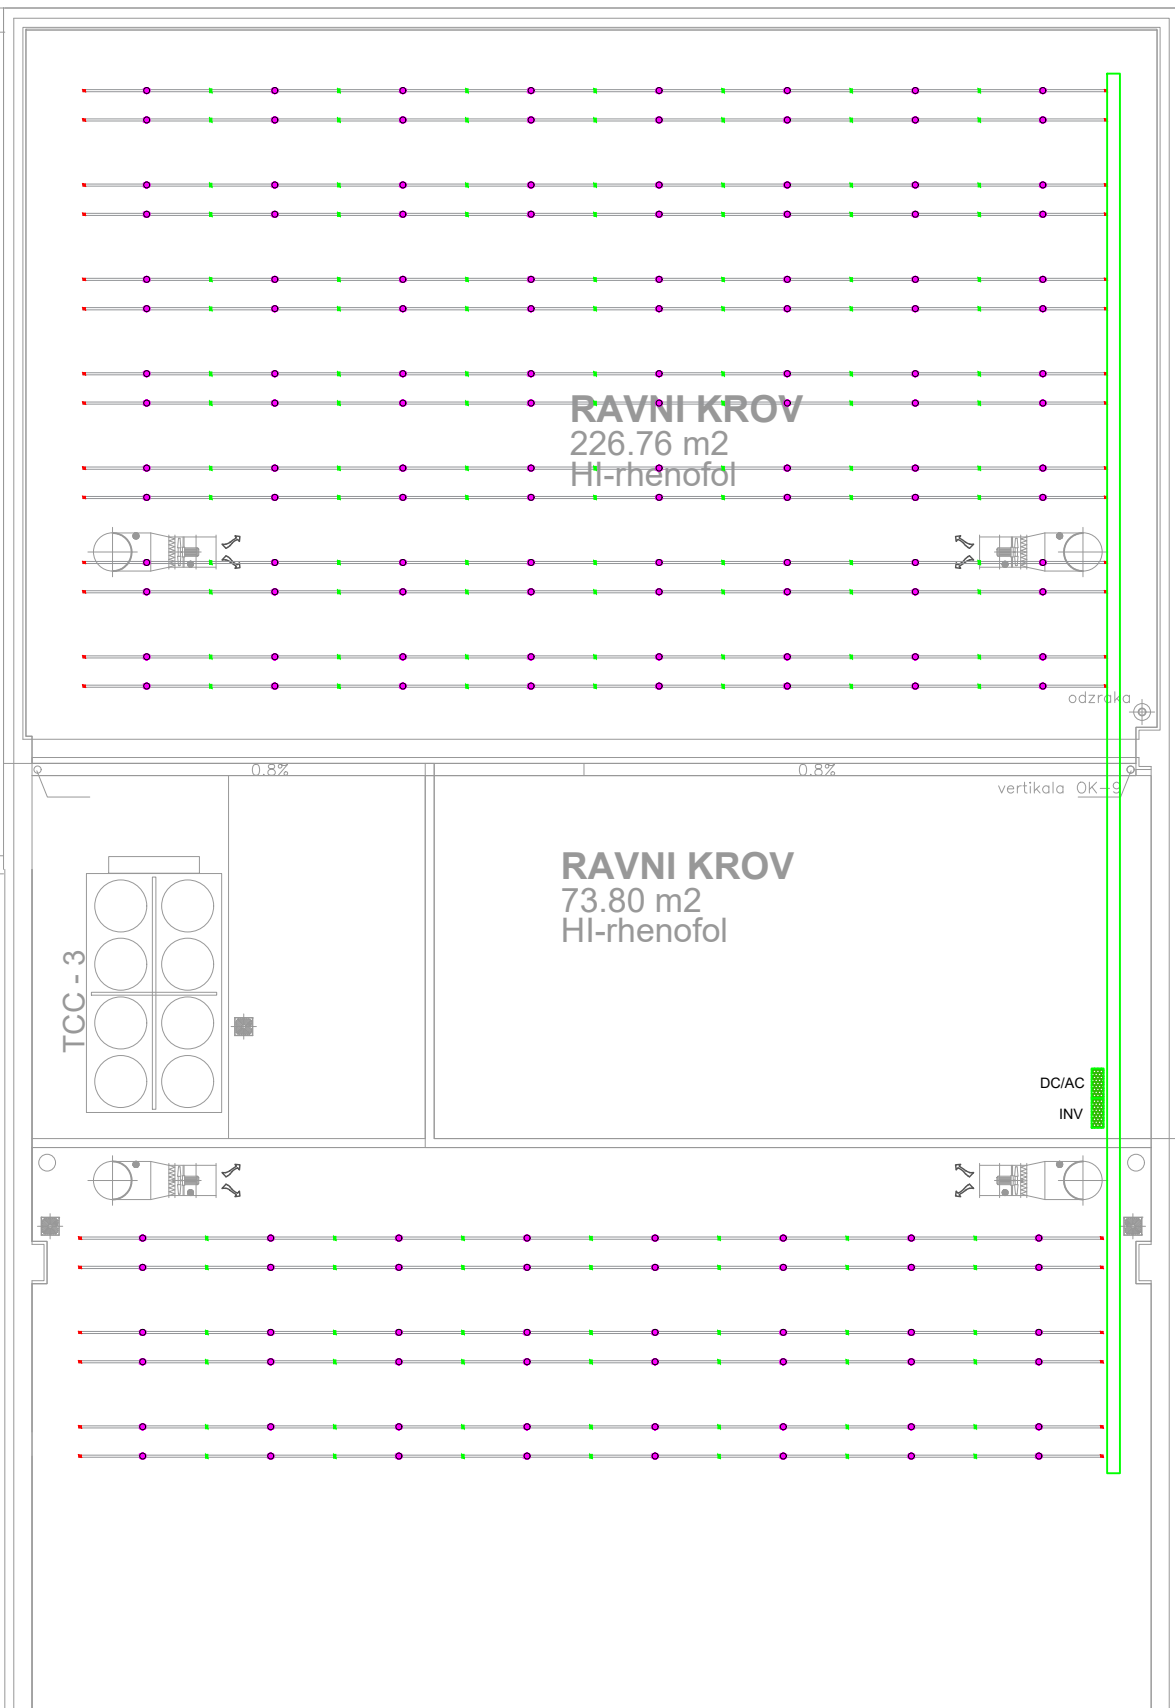 RAVNI KROV
226.76 m2
HI-rhenofol
odzraka
0.8%
0.8%
vertikala OK-9
RAVNI KROV
73.80 m2
HI-rhenofol
TCC - 3
DC/AC
INV